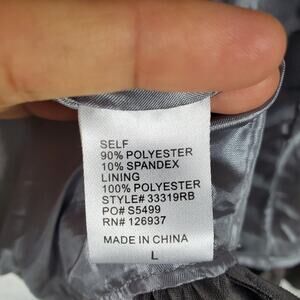 SELF
90% POLYESTER
10% SPANDEX
LINING
100% POLYESTER
STYLE# 33319RB
PO# S5499
RN# 126937
MADE IN CHINA
L